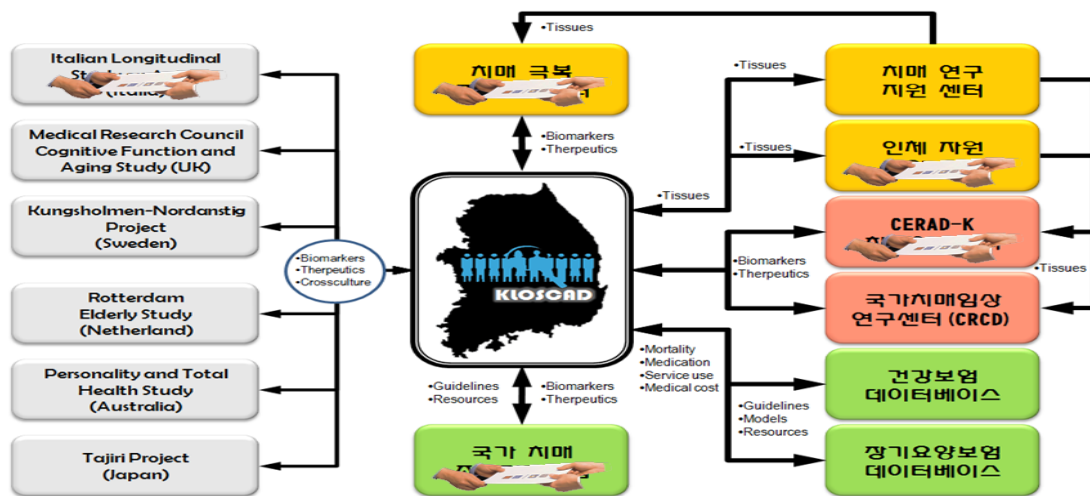 Italian Longitudinal
Medical Research Council
Cognitive Function and
Aging Study (UK)
Kungsholmen-Nordanstig
Project
(Sweden)
Rotterdam
Elderly Study
(Netherland)
Personality and Total
Health Study
(Australia)
Tajiri Project
(Japan)
•Biomarkers
•Therpeutics
•Crossculture
•Tissues
치매 극복
•Biomarkers
•Therpeutics
KLOSCAD
•Guidelines
•Resources
•Biomarkers
•Therpeutics
국가 치매
•Tissues
•Tissues
•Tissues
•Biomarkers
•Therpeutics
•Mortality
•Medication
•Service use
•Medical cost
•Guidelines
•Models
•Resources
치매 연구
지원 센터
인체 자원
CERAD-K
•Tissues
국가치매임상
연구센터(CRCD)
건강보험
데이터베이스
장기요양보험
데이터베이스